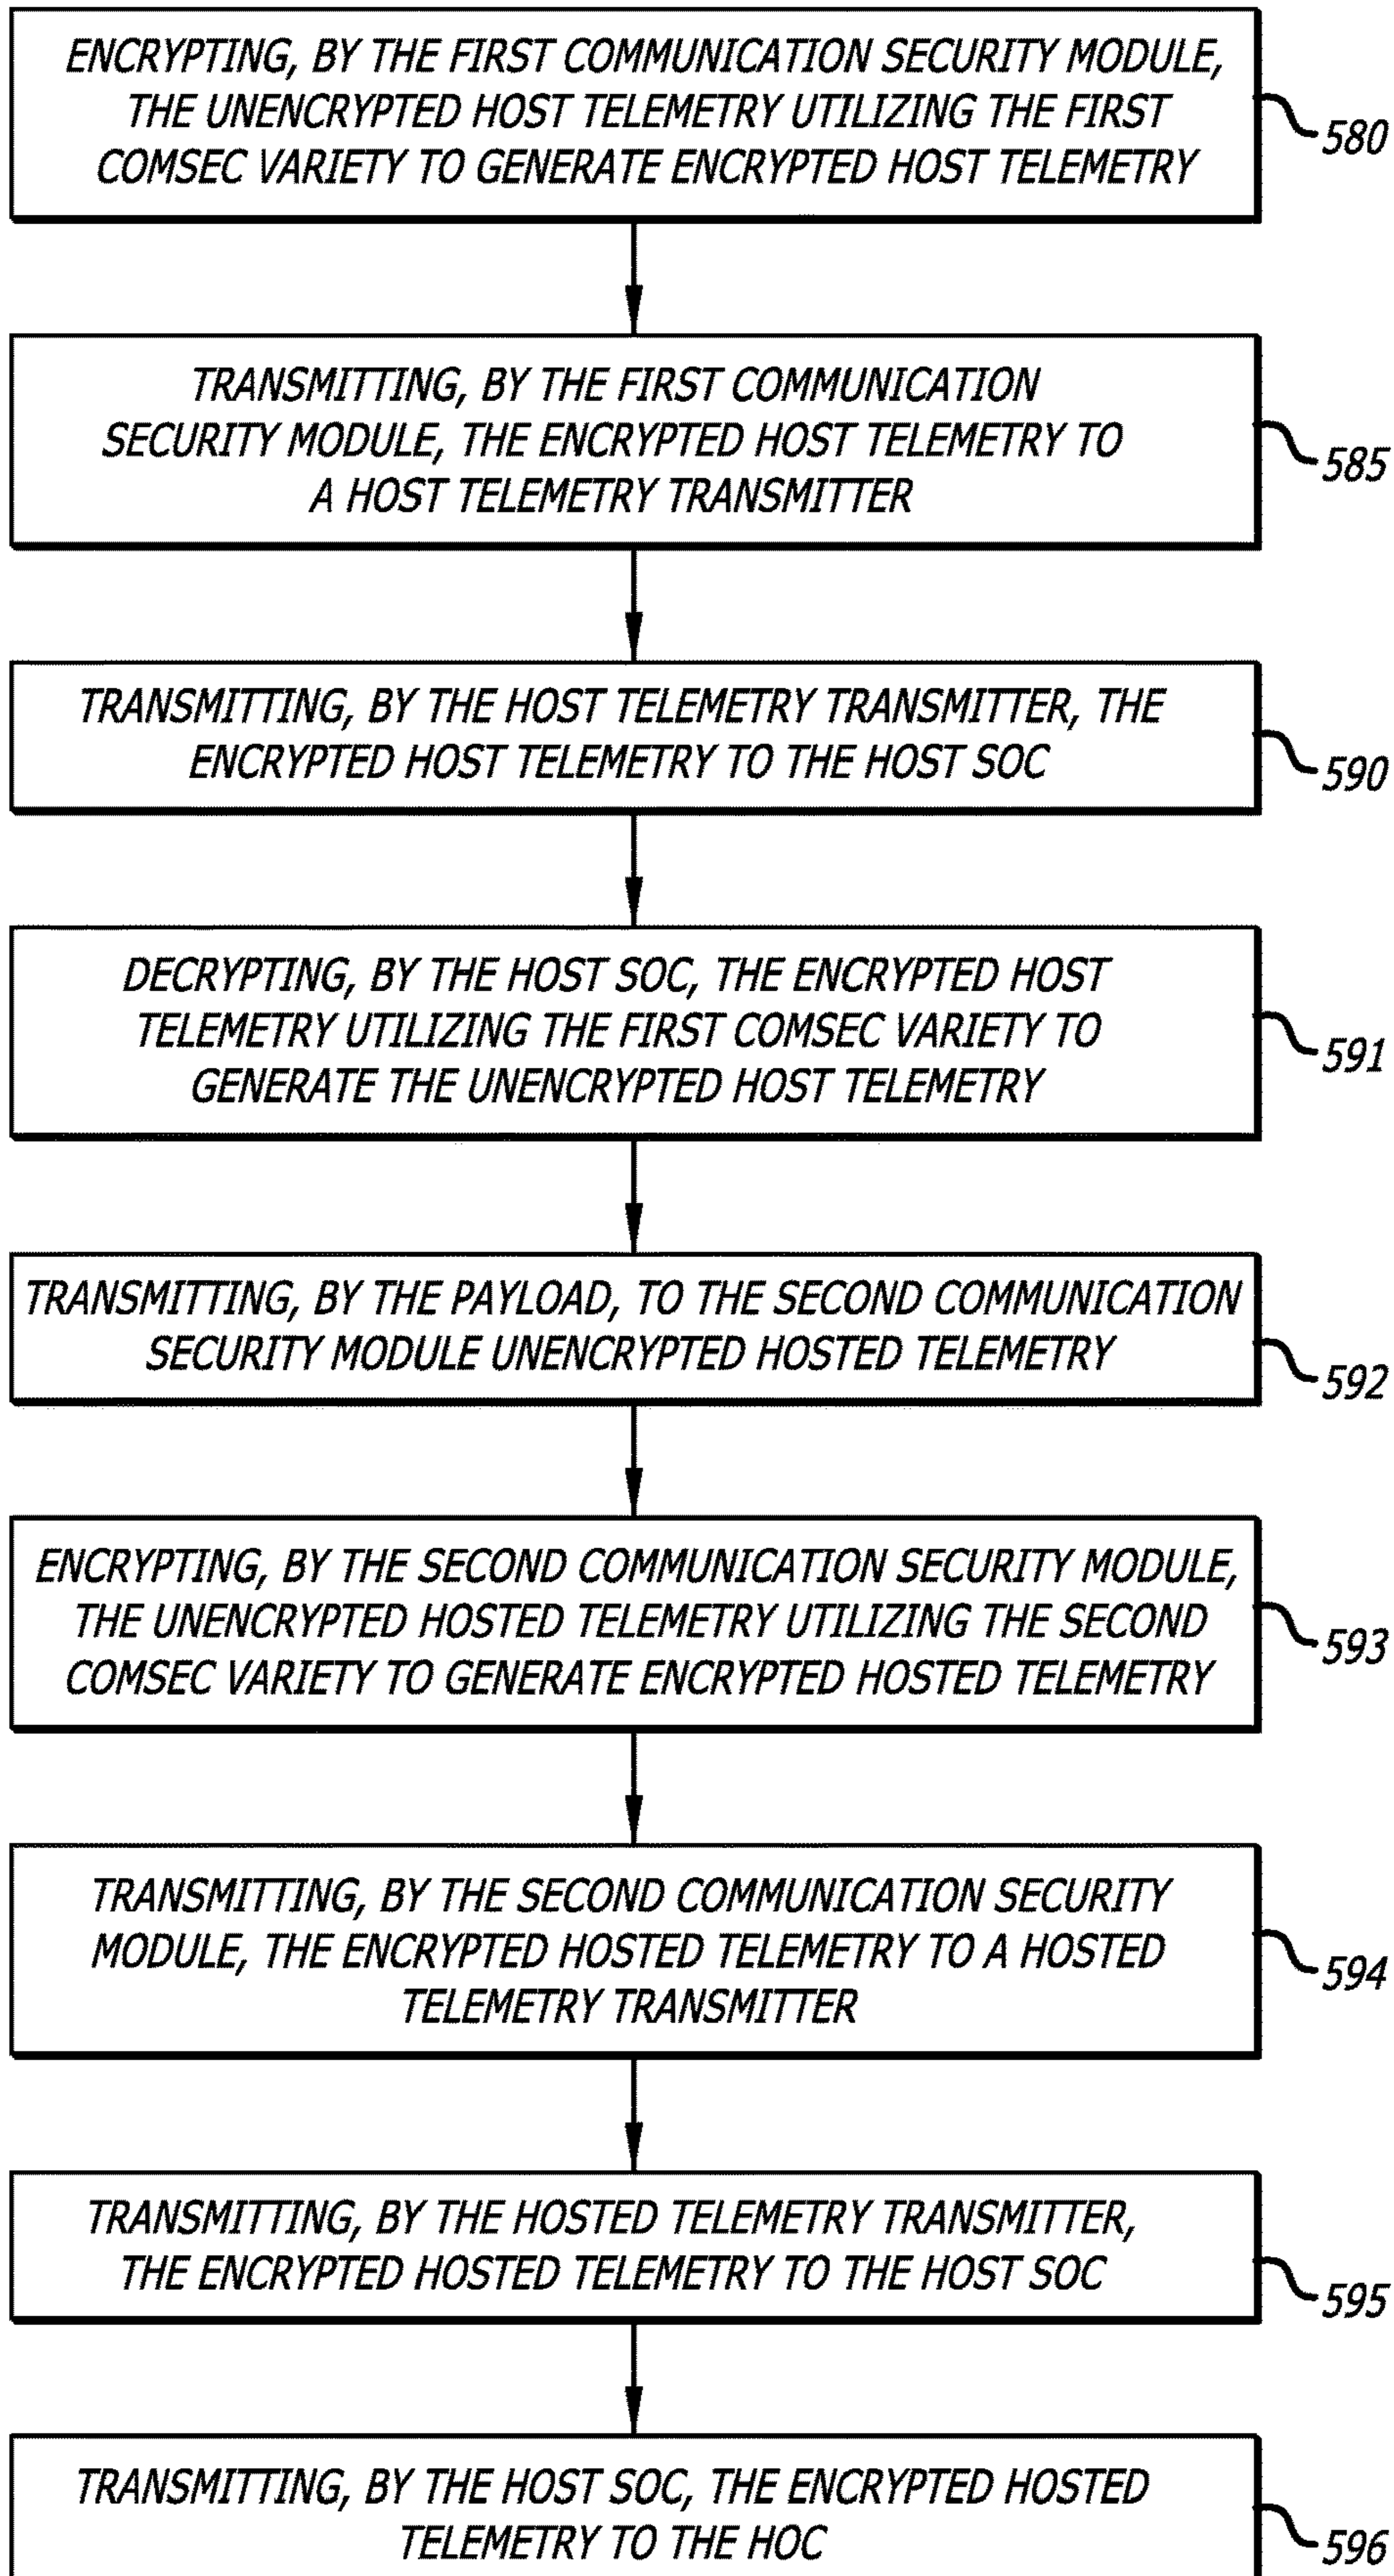 ENCRYPTING, BY THE FIRST COMMUNICATION SECURITY MODULE,
THE UNENCRYPTED HOST TELEMETRY UTILIZING THE FIRST
COMSEC VARIETY TO GENERATE ENCRYPTED HOST TELEMETRY
580
TRANSMITTING, BY THE FIRST COMMUNICATION
SECURITY MODULE, THE ENCRYPTED HOST TELEMETRY TO
A HOST TELEMETRY TRANSMITTER
585
TRANSMITTING, BY THE HOST TELEMETRY TRANSMITTER, THE
ENCRYPTED HOST TELEMETRY TO THE HOST SOC
590
DECRYPTING, BY THE HOST SOC, THE ENCRYPTED HOST
TELEMETRY UTILIZING THE FIRST COMSEC VARIETY TO
GENERATE THE UNENCRYPTED HOST TELEMETRY
591
TRANSMITTING, BY THE PAYLOAD, TO THE SECOND COMMUNICATION
SECURITY MODULE UNENCRYPTED HOSTED TELEMETRY
592
ENCRYPTING, BY THE SECOND COMMUNICATION SECURITY MODULE,
THE UNENCRYPTED HOSTED TELEMETRY UTILIZING THE SECOND
COMSEC VARIETY TO GENERATE ENCRYPTED HOSTED TELEMETRY
593
TRANSMITTING, BY THE SECOND COMMUNICATION SECURITY
MODULE, THE ENCRYPTED HOSTED TELEMETRY TO A HOSTED
TELEMETRY TRANSMITTER
594
TRANSMITTING, BY THE HOSTED TELEMETRY TRANSMITTER,
THE ENCRYPTED HOSTED TELEMETRY TO THE HOST SOC
595
TRANSMITTING, BY THE HOST SOC, THE ENCRYPTED HOSTED
TELEMETRY TO THE HOC
596